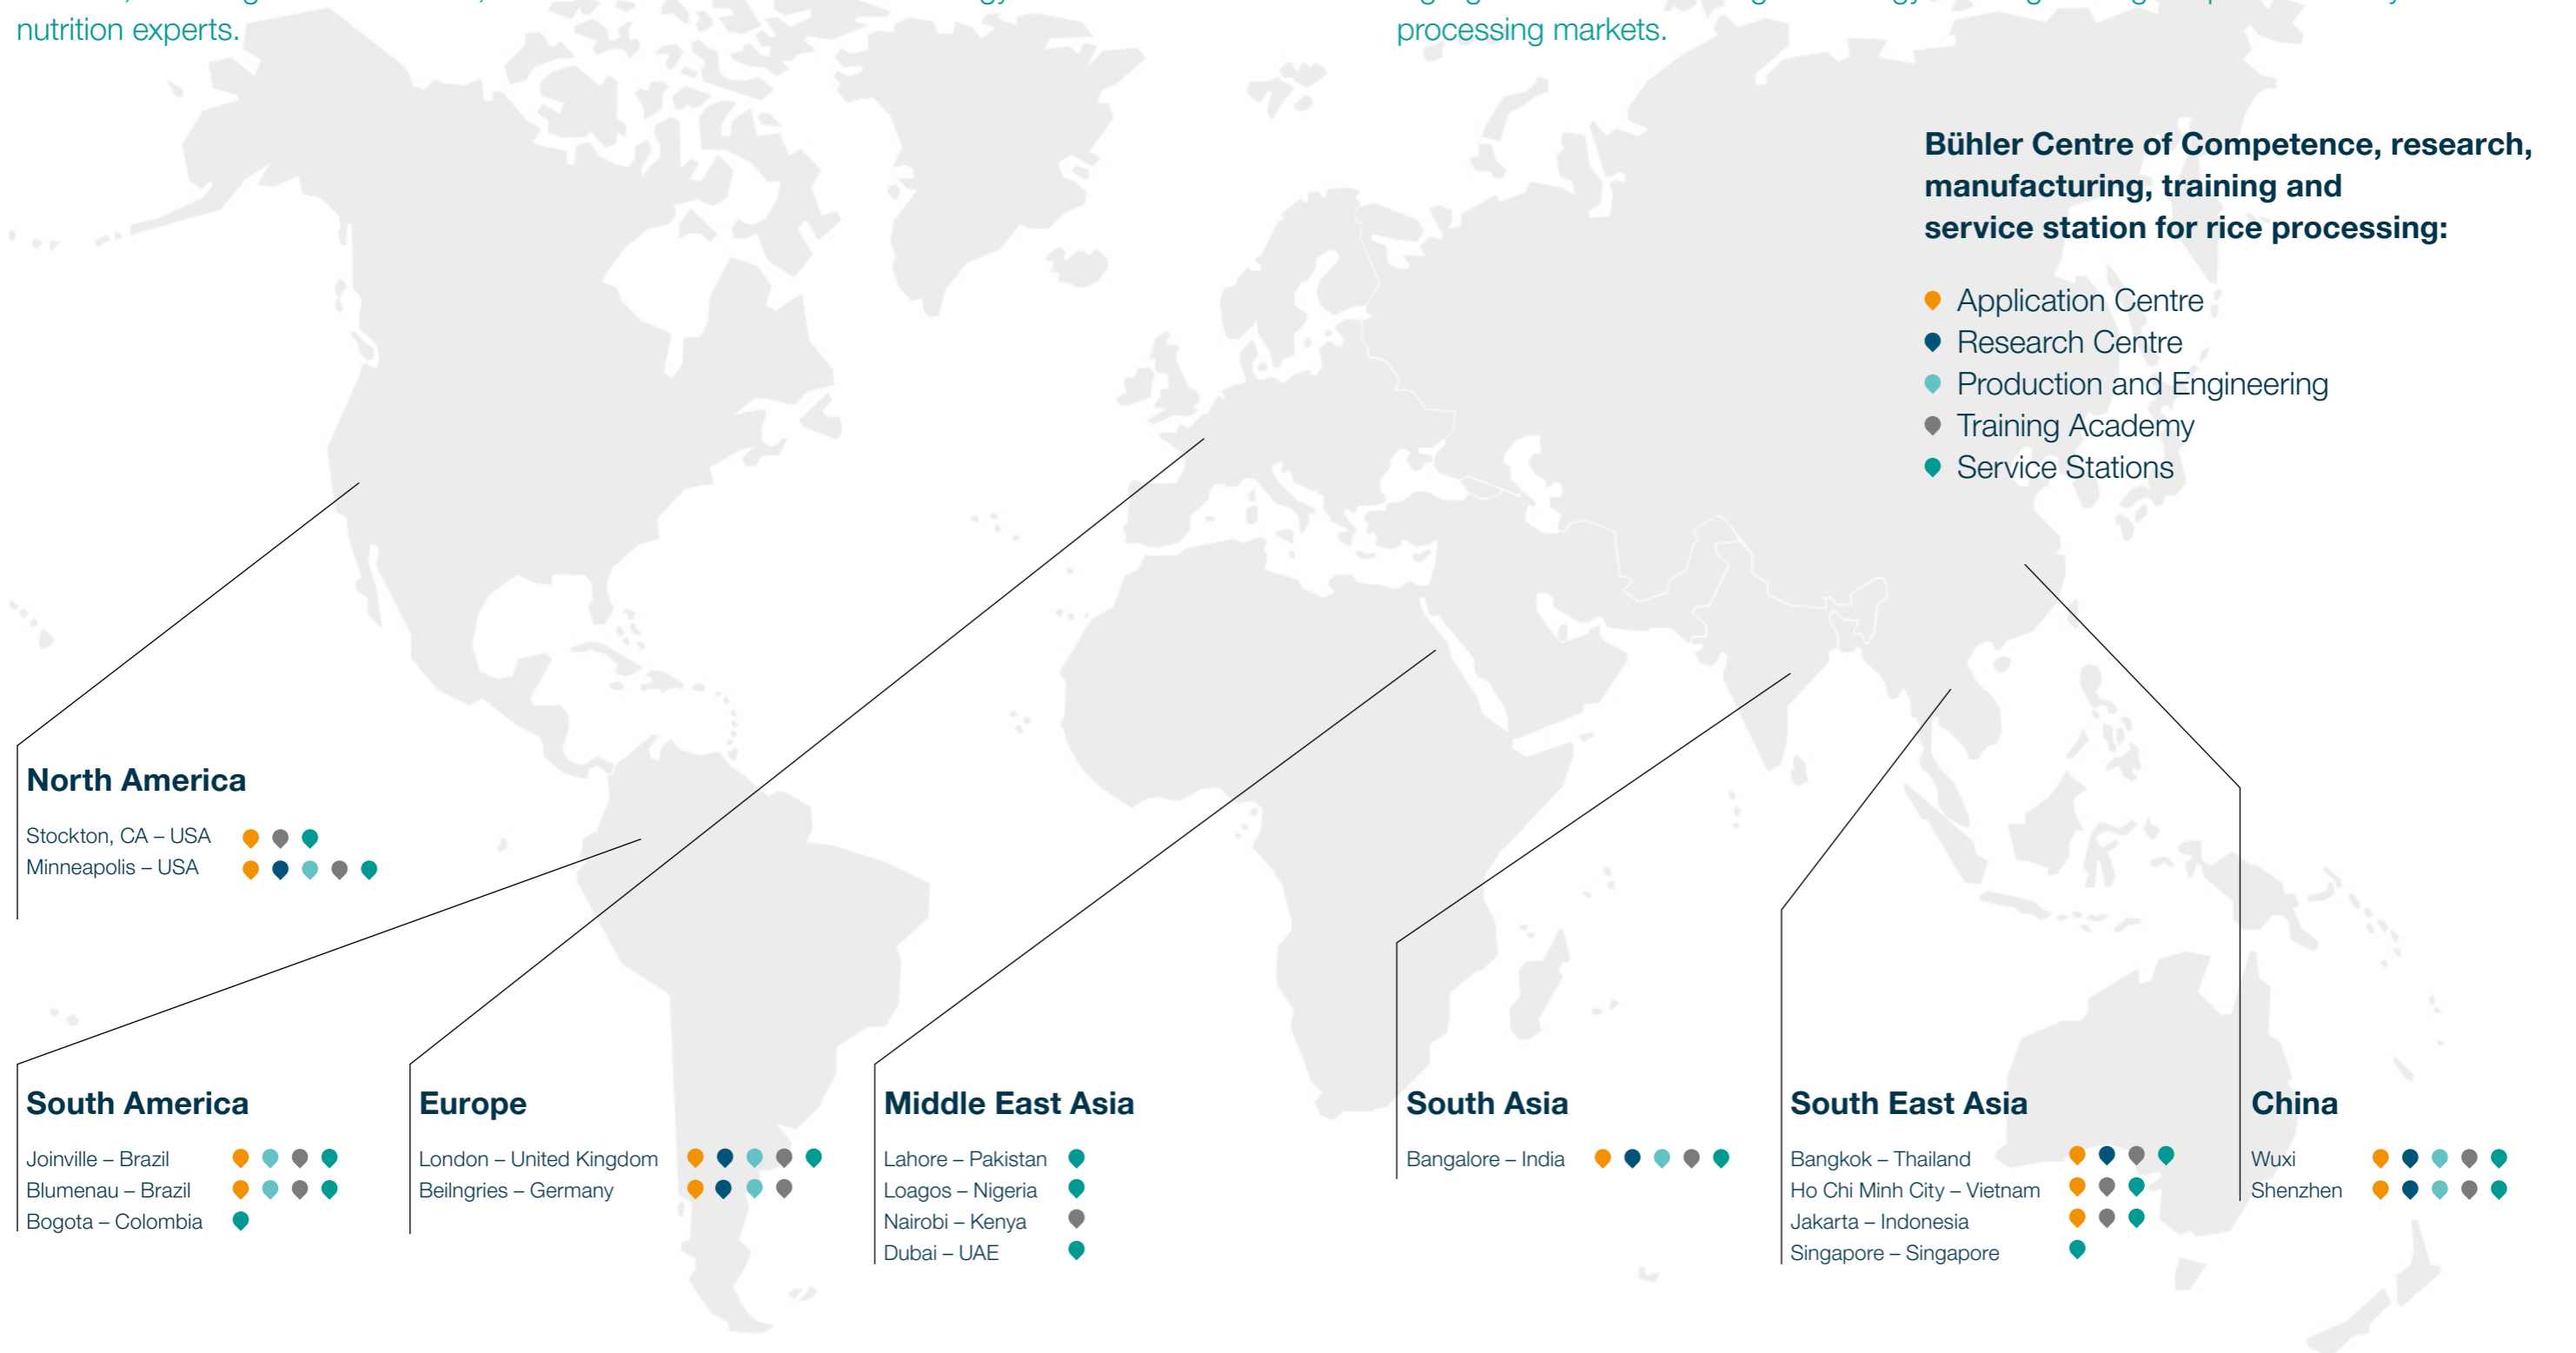 nutrition experts.
processing markets.
Bühler Centre of Competence, research,
manufacturing, training and
service station for rice processing:
Application Centre
Research Centre
Production and Engineering
Training Academy
Service Stations
North America
Stockton, CA – USA
Minneapolis – USA
South America
Joinville – Brazil
Blumenau – Brazil
Bogota – Colombia
Europe
London – United Kingdom
Beilngries – Germany
Middle East Asia
Lahore – Pakistan
Loagos – Nigeria
Nairobi – Kenya
Dubai – UAE
South Asia
Bangalore – India
South East Asia
Bangkok – Thailand
Ho Chi Minh City – Vietnam
Jakarta – Indonesia
Singapore – Singapore
China
Wuxi
Shenzhen